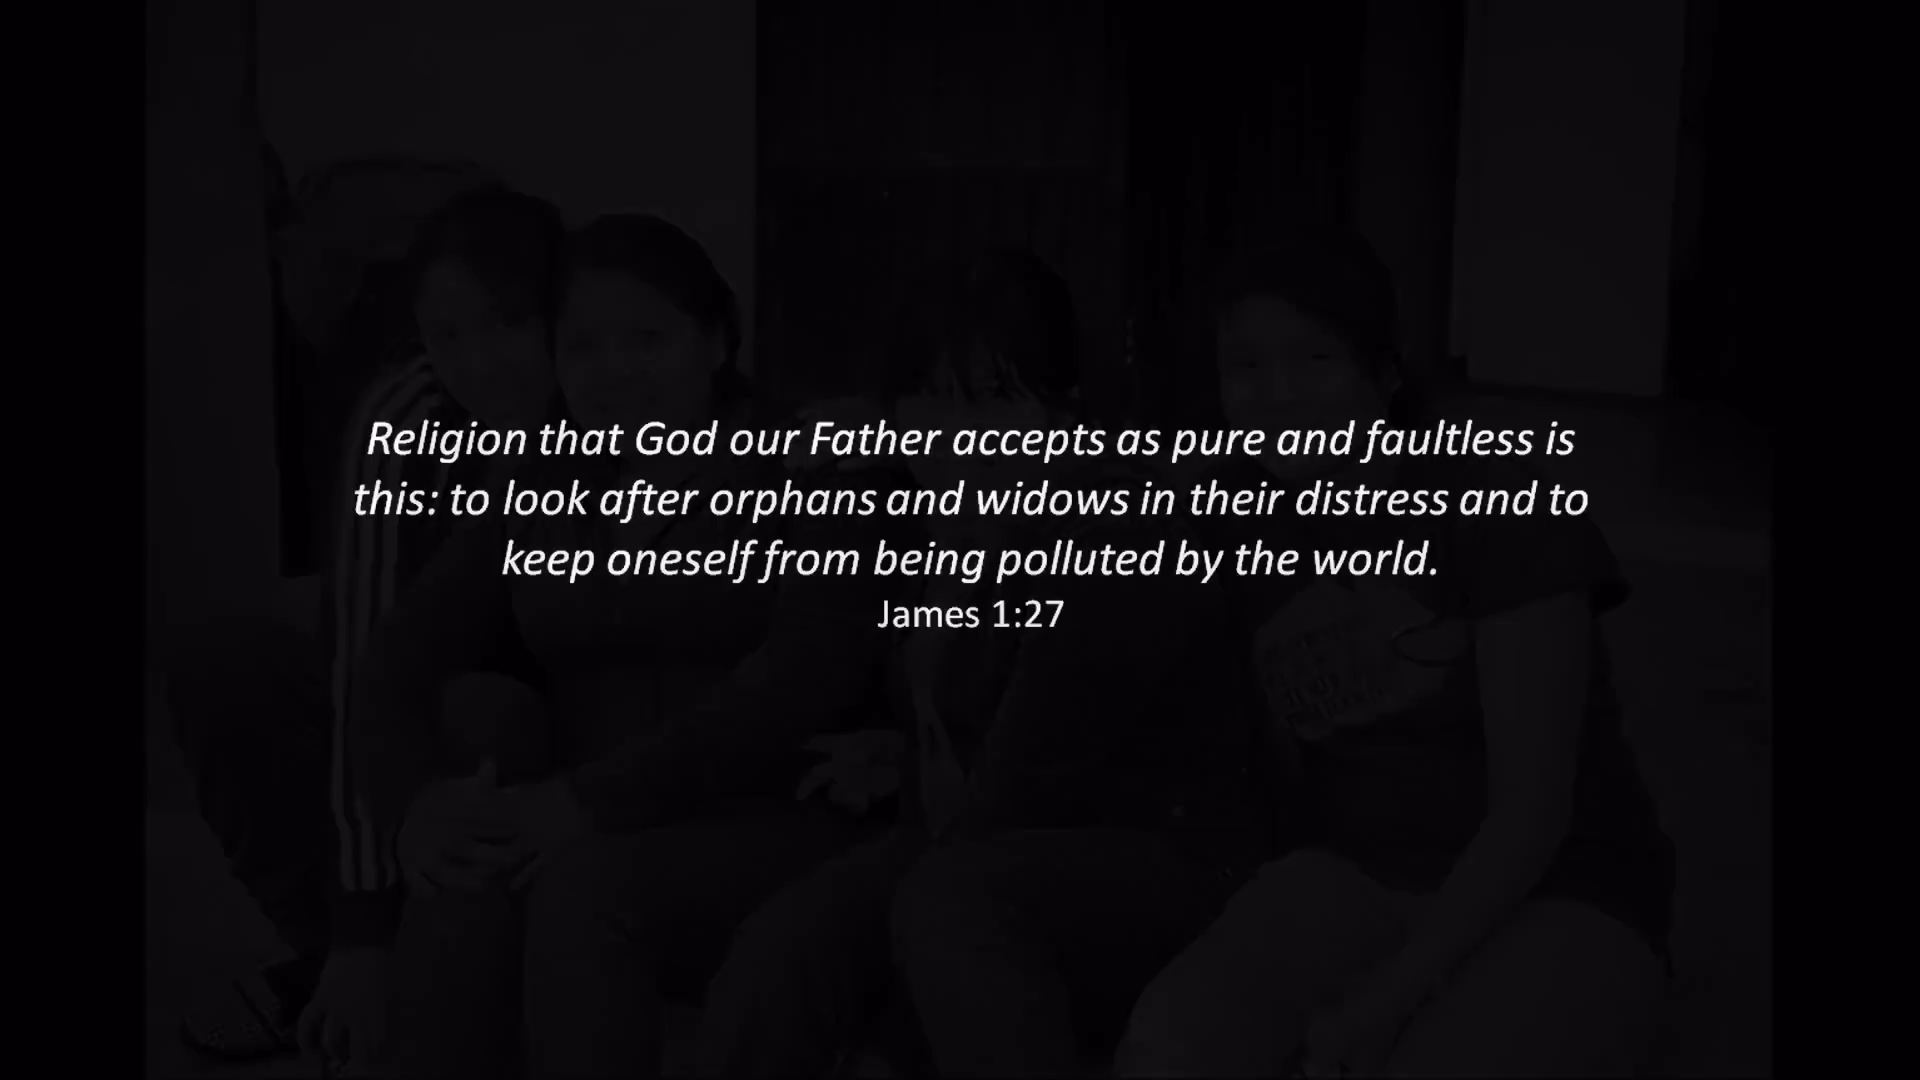 Religion that God our Father accepts as pure and faultless is
this: to look after orphans and widows in their distress and to
keep oneself from being polluted by the world.
James 1:27